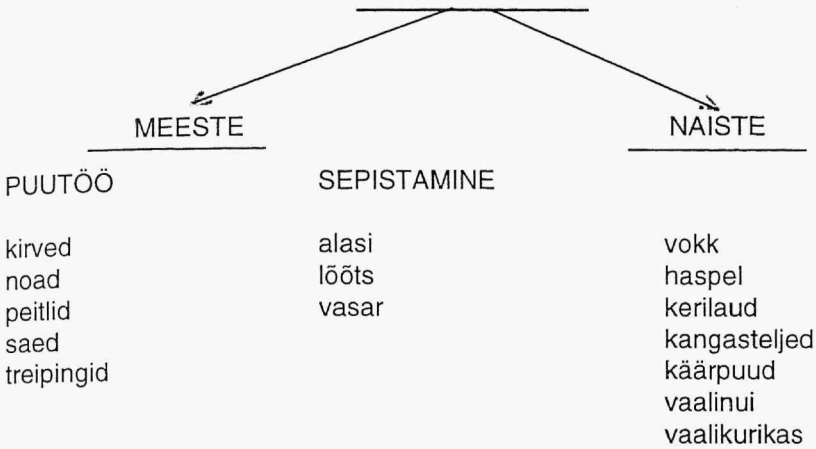 MEESTE
NAISTE
PUUTÖÖ
SEPISTAMINE
kirved
noad
peitlid
saed
treipingid
alasi
lõõts
vasar
vokk
haspel
kerilaud
kangasteljed
käärpuud
vaalinui
vaalikurikas